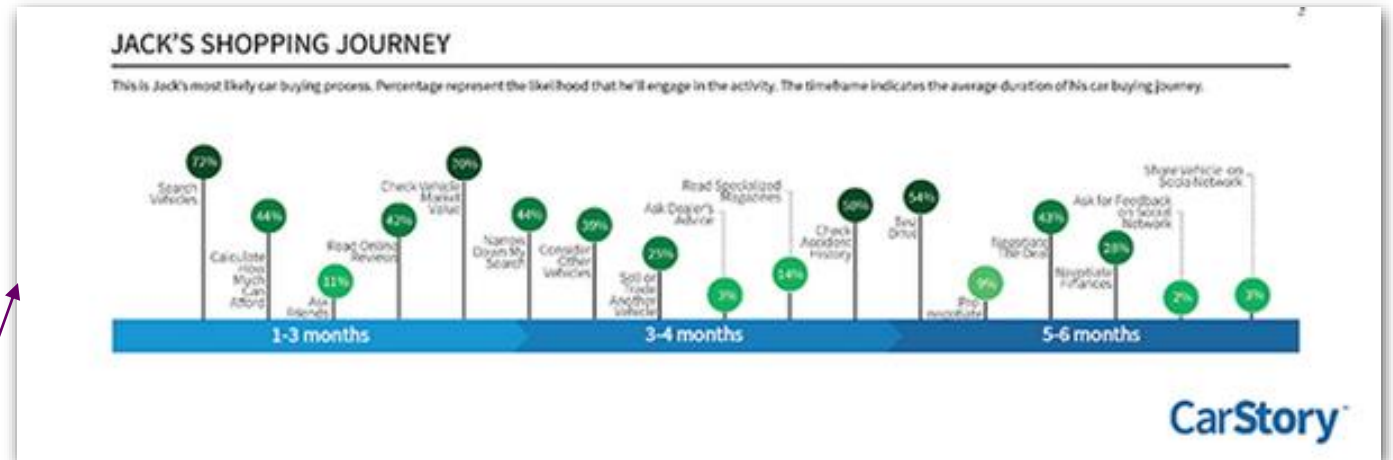 JACK'S SHOPPING JOURNEY
This is Jack's most likely car buying process. Percentage represent the likelihood that he'll engage in the activity. The timeframe indicates the average duration of his car buying journey.
72%
Search
Vehicles
44%
Calculate
How
Much
Can
Afford
11%
Ask
Friends
42%
Read Online
Reviews
70%
Check Vehicle
Market
Value
44%
Narrow
Down My
Search
39%
Consider
Other
Vehicles
25%
Sell or
Trade
Another
Vehicle
3%
Ask Dealer's
Advice
14%
Read Specialized
Magazines
50%
Check
Accident
History
54%
Test
Drive
9%
Pre
negotiate
43%
Negotiate
The Deal
28%
Negotiate
Finances
2%
Ask for Feedback
on Social
Network
3%
Share Vehicle on
Social Network
1-3 months
3-4 months
5-6 months
CarStory